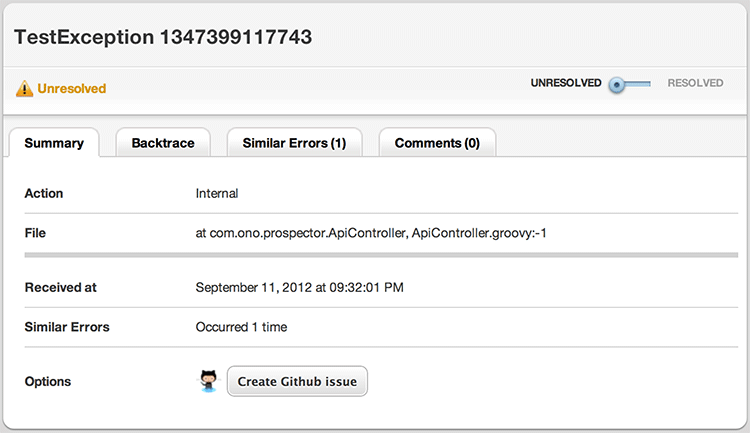 TestException 1347399117743
Unresolved
UNRESOLVED RESOLVED
Summary Backtrace Similar Errors (1) Comments (0)
Action Internal
File at com.ono.prospector.ApiController, ApiController.groovy:-1
Received at September 11, 2012 at 09:32:01 PM
Similar Errors Occurred 1 time
Options Create Github issue